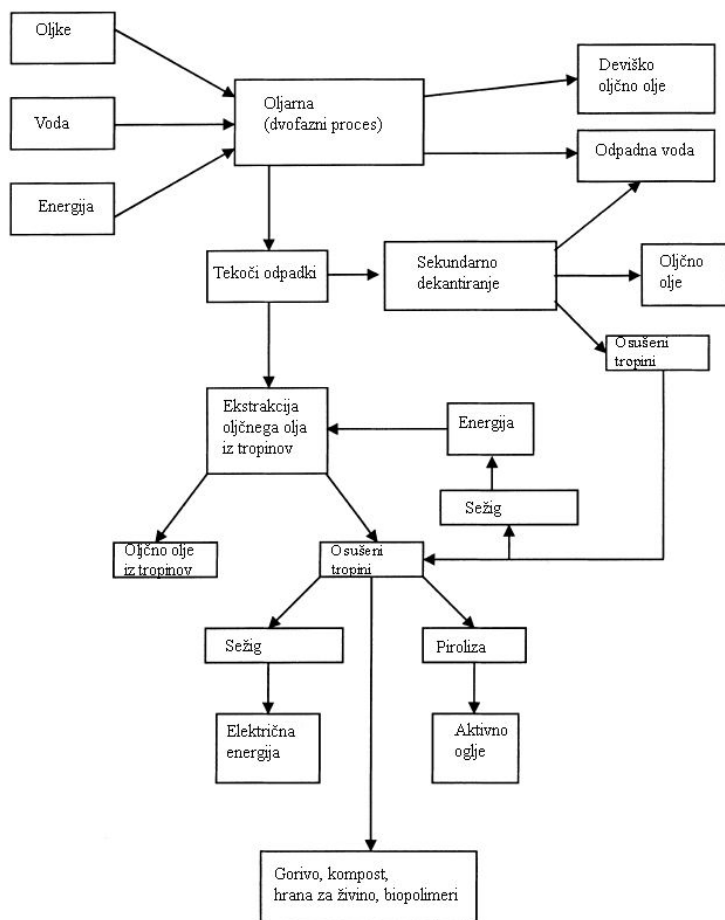 Oljke
Voda
Energija
Oljarna
(dvofazni proces)
Deviško
oljčno olje
Odpadna voda
Tekoči odpadki
Sekundarno
dekantiranje
Oljčno
olje
Osušeni
tropini
Ekstrakcija
oljčnega olja
iz tropinov
Energija
Sežig
Oljčno olje
iz tropinov
Osušeni
tropini
Sežig
Piroliza
Električna
energija
Aktivno
oglje
Gorivo, kompost,
hrana za živino, biopolimeri